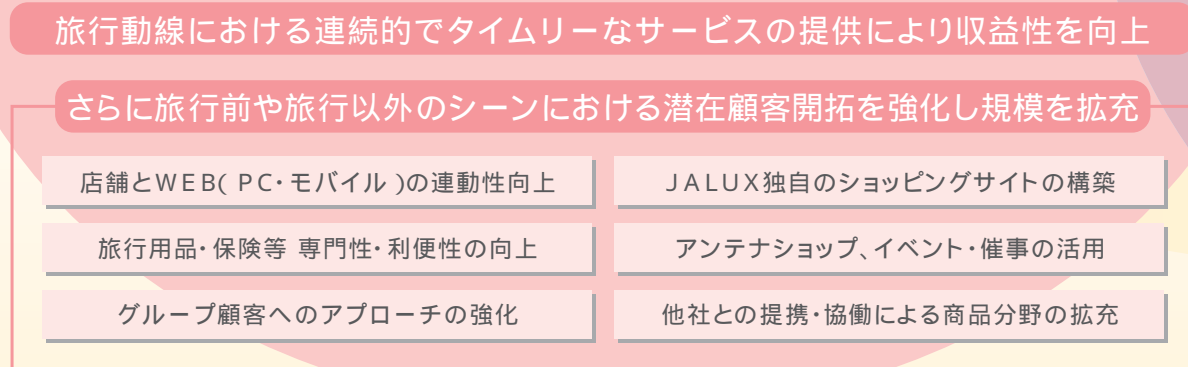 旅行動線における連続的でタイムリーなサービスの提供により収益性を向上
さらに旅行前や旅行以外のシーンにおける潜在顧客開拓を強化し規模を拡充
店舗とWEB( PC・モバイル )の連動性向上
JALUX独自のショッピングサイトの構築
旅行用品・保険等 専門性・利便性の向上
アンテナショップ、イベント・催事の活用
グループ顧客へのアプローチの強化
他社との提携・協働による商品分野の拡充